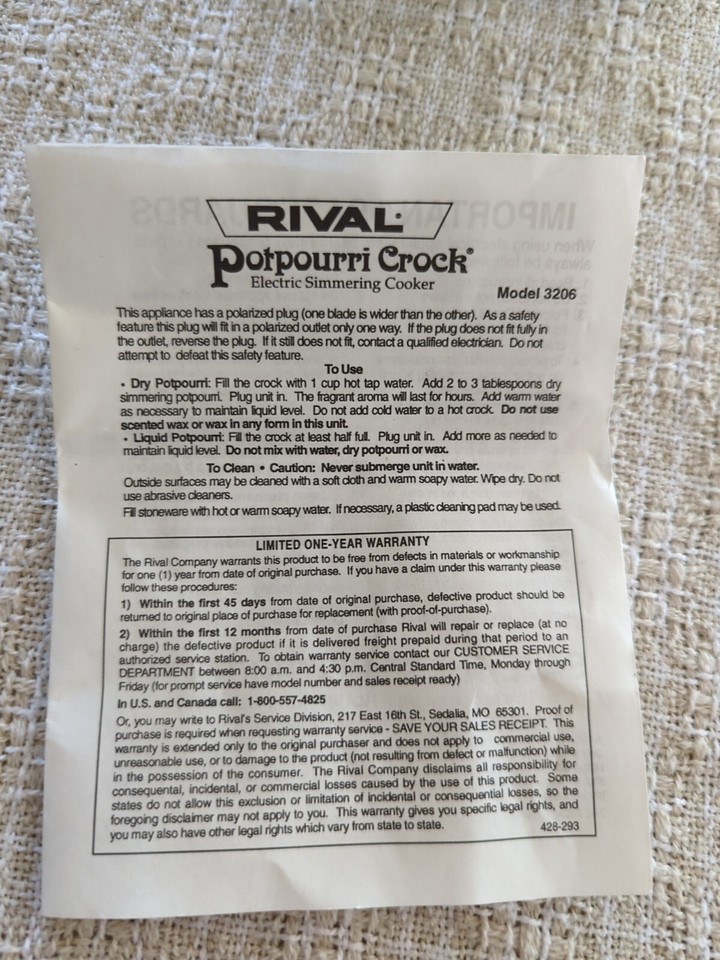 RIVAL
Potpourri Crock®
Electric Simmering Cooker
Model 3206
This appliance has a polarized plug (one blade is wider than the other). As a safety
feature this plug will fit in a polarized outlet only one way. If the plug does not fit fully in
the outlet, reverse the plug. If it still does not fit, contact a qualified electrician. Do not
attempt to defeat this safety feature.
To Use
• Dry Potpourri: Fill the crock with 1 cup hot tap water. Add 2 to 3 tablespoons dry
simmering potpourri. Plug unit in. The fragrant aroma will last for hours. Add warm water
as necessary to maintain liquid level. Do not add cold water to a hot crock. Do not use
scented wax or wax in any form in this unit.
• Liquid Potpourri: Fill the crock at least half full. Plug unit in. Add more as needed to
maintain liquid level. Do not mix with water, dry potpourri or wax.
To Clean • Caution: Never submerge unit in water.
Outside surfaces may be cleaned with a soft cloth and warm soapy water. Wipe dry. Do not
use abrasive cleaners.
Fill stoneware with hot or warm soapy water. If necessary, a plastic cleaning pad may be used.
LIMITED ONE-YEAR WARRANTY
The Rival Company warrants this product to be free from defects in materials or workmanship
for one (1) year from date of original purchase. If you have a claim under this warranty please
follow these procedures:
1) Within the first 45 days from date of original purchase, defective product should be
returned to original place of purchase for replacement (with proof-of-purchase).
2) Within the first 12 months from date of purchase Rival will repair or replace (at no
charge) the defective product if it is delivered freight prepaid during that period to an
authorized service station. To obtain warranty service contact our CUSTOMER SERVICE
DEPARTMENT between 8:00 a.m. and 4:30 p.m. Central Standard Time, Monday through
Friday (for prompt service have model number and sales receipt ready)
In U.S. and Canada call: 1-800-557-4825
Or, you may write to Rival's Service Division, 217 East 16th St., Sedalia, MO 65301. Proof of
purchase is required when requesting warranty service - SAVE YOUR SALES RECEIPT. This
warranty is extended only to the original purchaser and does not apply to commercial use,
unreasonable use, or to damage to the product (not resulting from defect or malfunction) while
in the possession of the consumer. The Rival Company disclaims all responsibility for
consequential, incidental, or commercial losses caused by the use of this product. Some
states do not allow this exclusion or limitation of incidental or consequential losses, so the
foregoing disclaimer may not apply to you. This warranty gives you specific legal rights, and
you may also have other legal rights which vary from state to state.
428-293